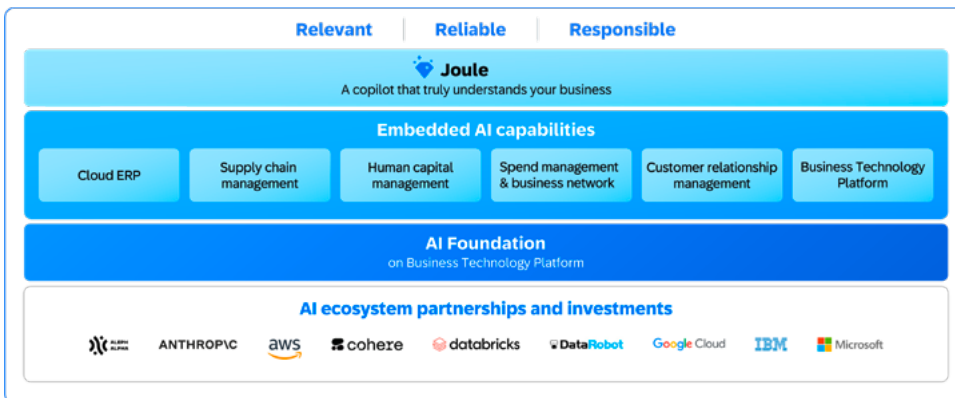 Relevant
Reliable
Responsible
Joule
A copilot that truly understands your business
Embedded AI capabilities
Cloud ERP
Supply chain
management
Human capital
management
Spend management
& business network
Customer relationship
management
Business Technology
Platform
AI Foundation
on Business Technology Platform
AI ecosystem partnerships and investments
ALEPH
ALPHA
ANTHROP\C
aws
cohere
databricks
DataRobot
Google Cloud
IBM
Microsoft